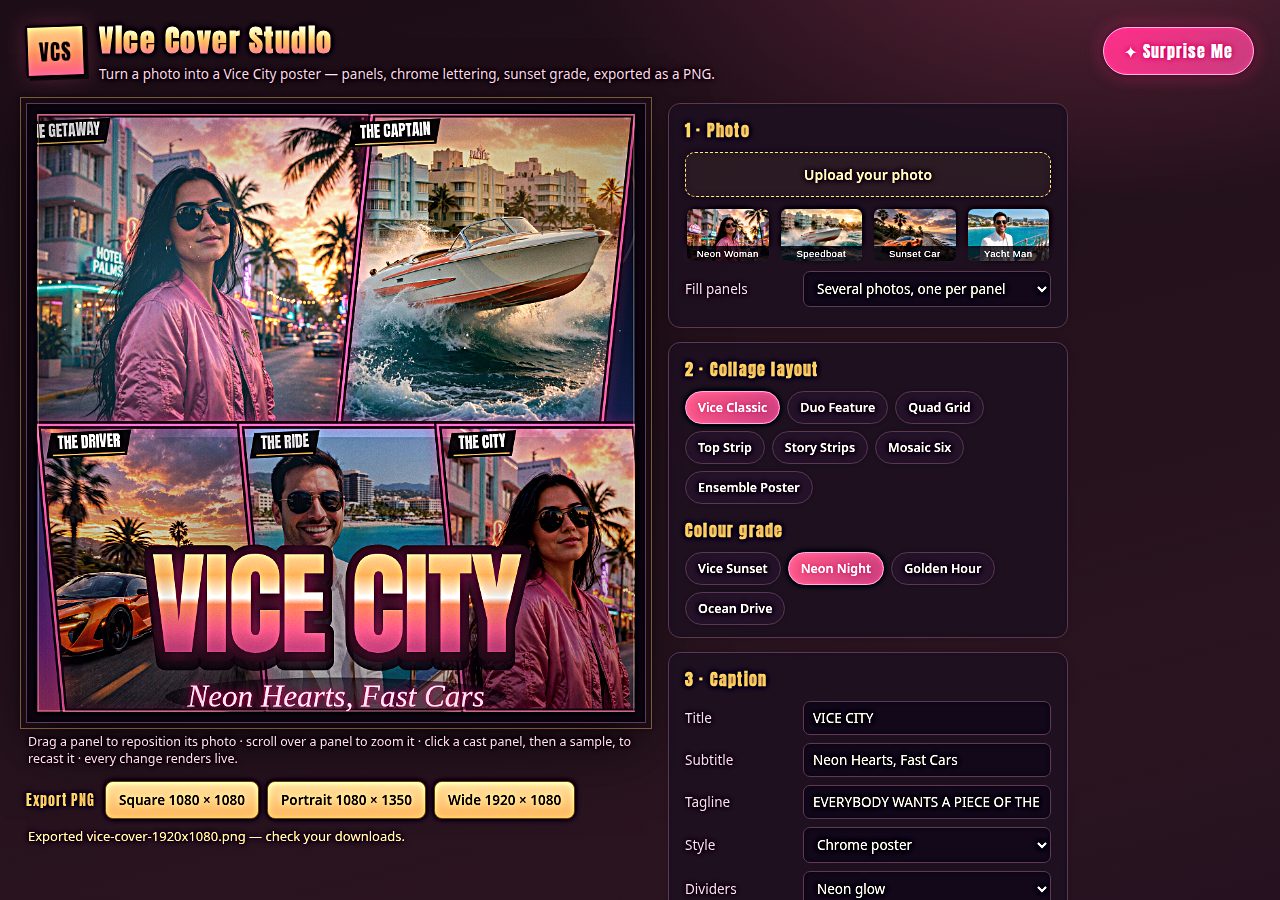 VCS
Vice Cover Studio
Turn a photo into a Vice City poster — panels, chrome lettering, sunset grade, exported as a PNG.
✦ Surprise Me
E GETAWAY
THE CAPTAIN
PACIFIC
HOTEL
PALMS
THE DRIVER
THE RIDE
THE CITY
VICE CITY
Neon Hearts, Fast Cars
Drag a panel to reposition its photo · scroll over a panel to zoom it · click a cast panel, then a sample, to
recast it · every change renders live.
Export PNG
Square 1080 × 1080
Portrait 1080 × 1350
Wide 1920 × 1080
Exported vice-cover-1920x1080.png — check your downloads.
1 · Photo
Upload your photo
Neon Woman
Speedboat
Sunset Car
Yacht Man
Fill panels
Several photos, one per panel
2 · Collage layout
Vice Classic
Duo Feature
Quad Grid
Top Strip
Story Strips
Mosaic Six
Ensemble Poster
Colour grade
Vice Sunset
Neon Night
Golden Hour
Ocean Drive
3 · Caption
Title
VICE CITY
Subtitle
Neon Hearts, Fast Cars
Tagline
EVERYBODY WANTS A PIECE OF THE
Style
Chrome poster
Dividers
Neon glow